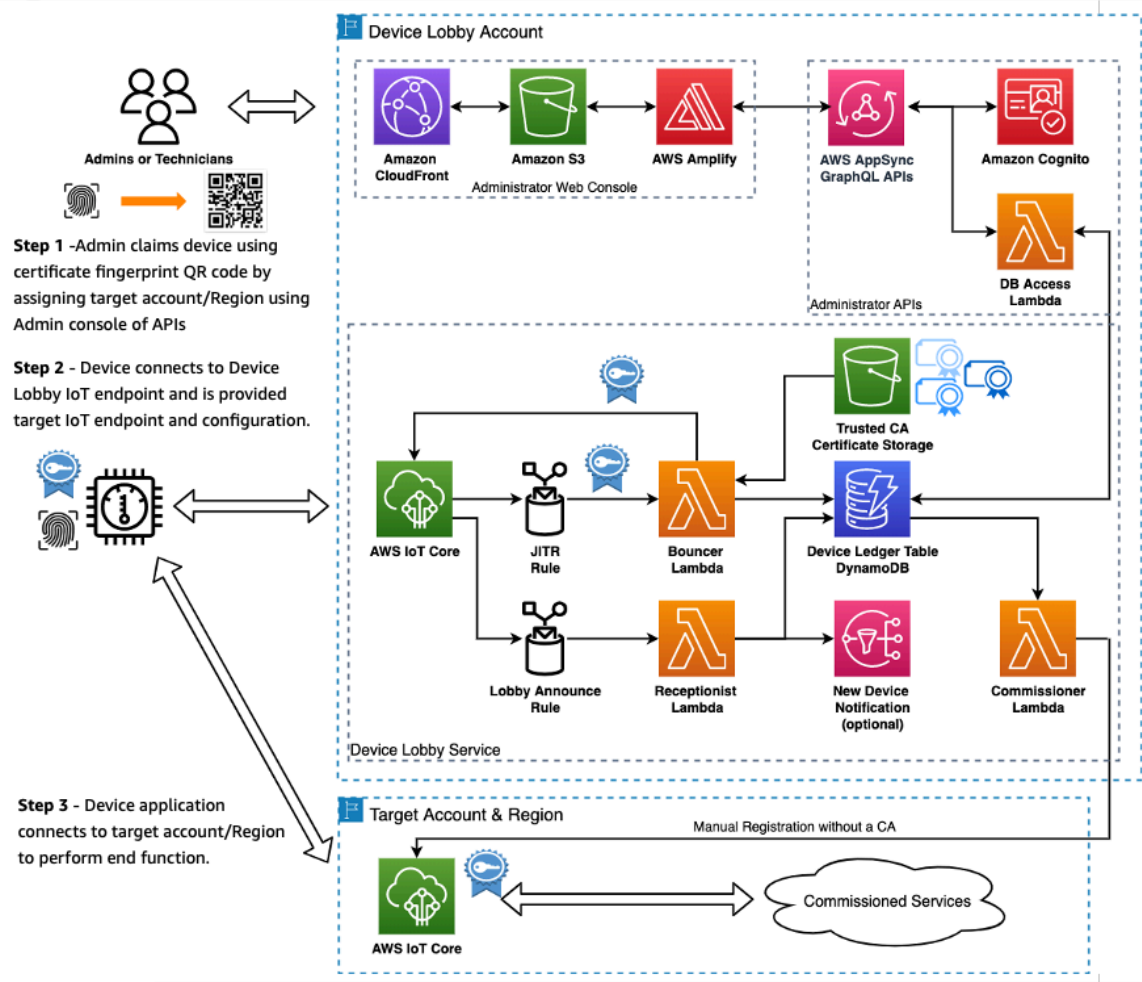 Device Lobby Account
Admins or Technicians
Amazon
CloudFront
Amazon S3
AWS Amplify
Administrator Web Console
AWS AppSync
GraphQL APIs
Amazon Cognito
DB Access
Lambda
Administrator APIs
Step 1 -Admin claims device using
certificate fingerprint QR code by
assigning target account/Region using
Admin console of APIs
Step 2 - Device connects to Device
Lobby IoT endpoint and is provided
target IoT endpoint and configuration.
Trusted CA
Certificate Storage
AWS IoT Core
JITR
Rule
Bouncer
Lambda
Device Ledger Table
DynamoDB
Lobby Announce
Rule
Receptionist
Lambda
New Device
Notification
(optional)
Commissioner
Lambda
Device Lobby Service
Step 3 - Device application
connects to target account/Region
to perform end function.
Target Account & Region
Manual Registration without a CA
AWS IoT Core
Commissioned Services